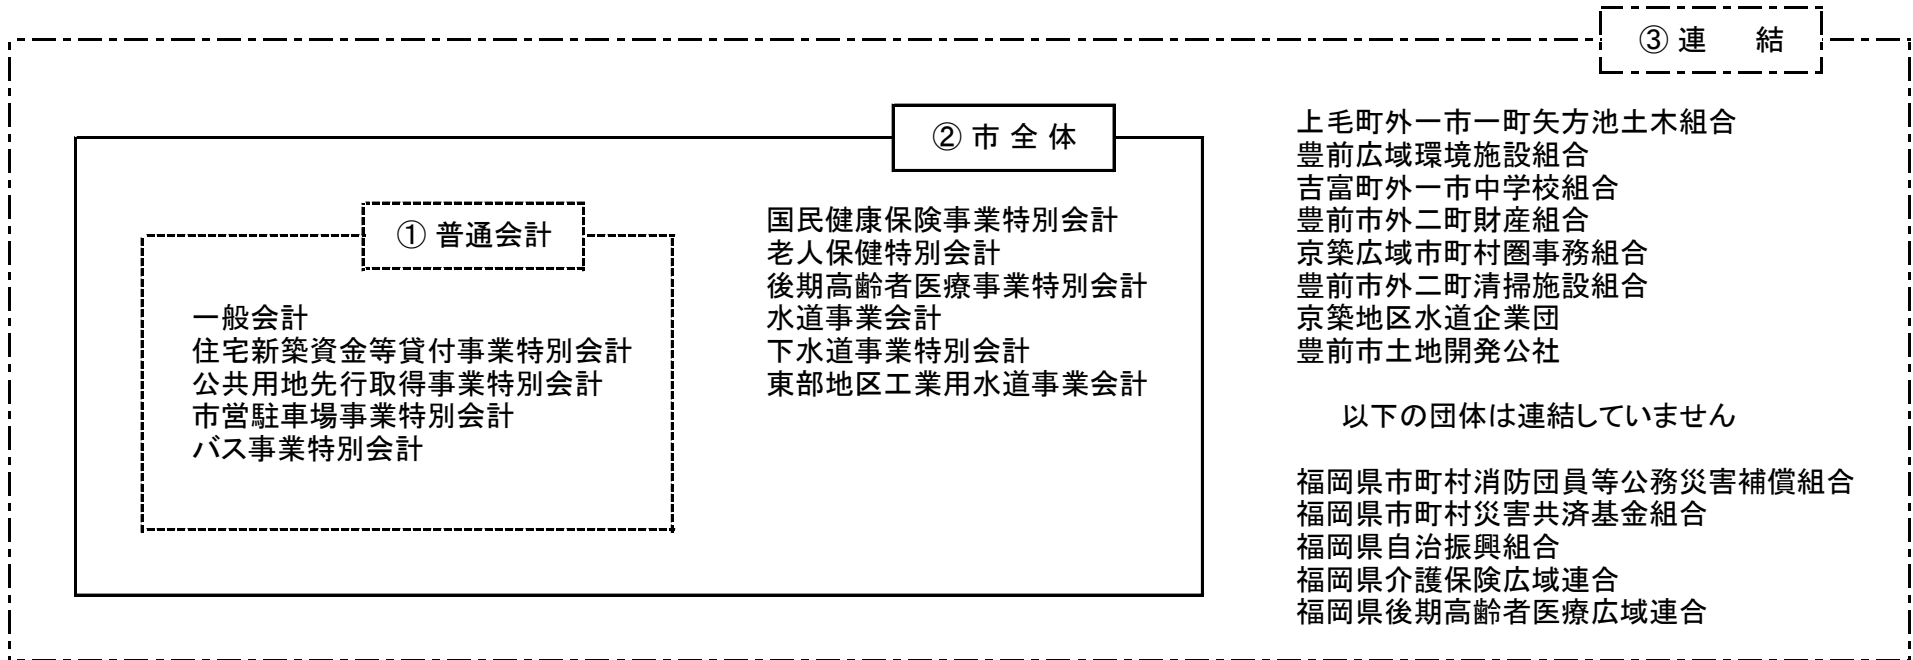 ③ 連 結
② 市 全 体
① 普通会計
一般会計
住宅新築資金等貸付事業特別会計
公共用地先行取得事業特別会計
市営駐車場事業特別会計
バス事業特別会計
国民健康保険事業特別会計
老人保健特別会計
後期高齢者医療事業特別会計
水道事業会計
下水道事業特別会計
東部地区工業用水道事業会計
上毛町外一市一町矢方池土木組合
豊前広域環境施設組合
吉富町外一市中学校組合
豊前市外二町財産組合
京築広域市町村圏事務組合
豊前市外二町清掃施設組合
京築地区水道企業団
豊前市土地開発公社
以下の団体は連結していません
福岡県市町村消防団員等公務災害補償組合
福岡県市町村災害共済基金組合
福岡県自治振興組合
福岡県介護保険広域連合
福岡県後期高齢者医療広域連合